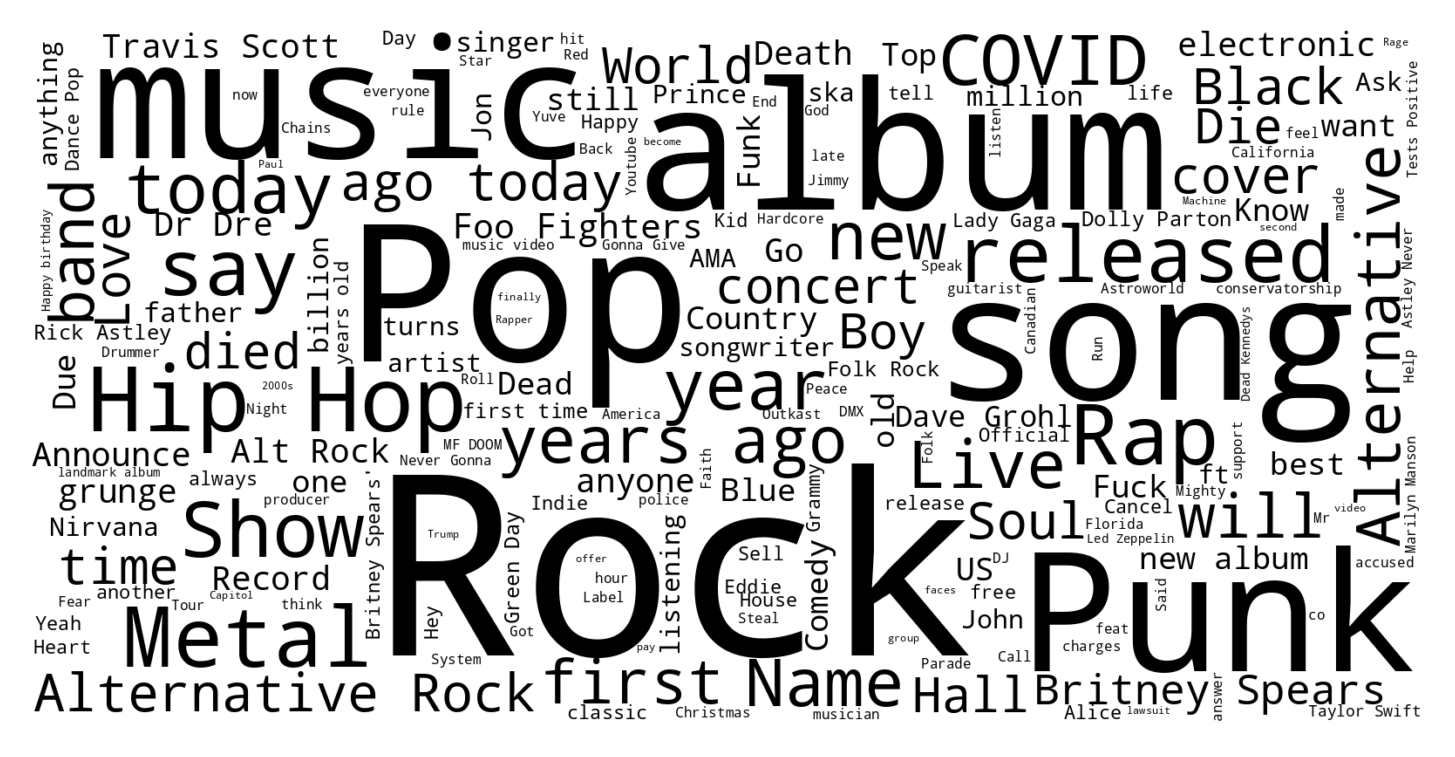 Travis Scott
Day
•
singer
hit
Star
Red
World
Death
Top
COVID
electronic
Rage
anything
Dance Pop
music
now
everyone
rule
Chains
Jon
still
Yuve
Happy
Back
Prince
End
ska
God
tell
million
life
Black
Ask
Die
feel
want
California
Tests Positive
album
Funk
Youtube
become
late
Jimmy
listen
Paul
today
ago
today
cover
Machine
Know
second
made
Alternative
band
Love
Happy birthday
Dr Dre
Foo Fighters
music video
Gonna Give
Kid
Hardcore
AMA
Go
new
Lady Gaga
Dolly Parton
released
Speak
say
Pop
finally
Rapper
concert
guitarist
Astroworld
conservatorship
Astley Never
father
billion
years old
turns
Country
Boy
song
Canadian
Run
Dead Kennedys
Rick Astley
Drummer
died
artist
songwriter
Folk Rock
Help
Due
Hip Hop
2000s
Night
Roll
Dead
year
Peace
first time
America
Outkast
DMX
old
Dave Grohl
Official
Rap
Announce
Alt Rock
MF DOOM
Never Gonna
years ago
Folk
Live
ft
support
best
landmark album
grunge
always
one
producer
anyone
Faith
Blue
Comedy
Grammy
Fuck
Mighty
Cancel
Marilyn Manson
Nirvana
Show
Britney Spears'
Rock
Trump
Green Day
Indie
police
release
Soul
Florida
Led Zeppelin
will
Mr
video
time
another
Record
Capitol
offer
hour
Label
listening
Sell
Eddie
House
Steal
US
DJ
free
faces
new album
accused
Fear
Tour
think
Yeah
Heart
Metal
Hey
Got
pay
John
group
Punk
Said
co
feat
charges
System
Parade
Call
Alternative Rock
first
Name
Hall
Britney Spears
answer
classic
Christmas
musician
Alice
lawsuit
Taylor Swift